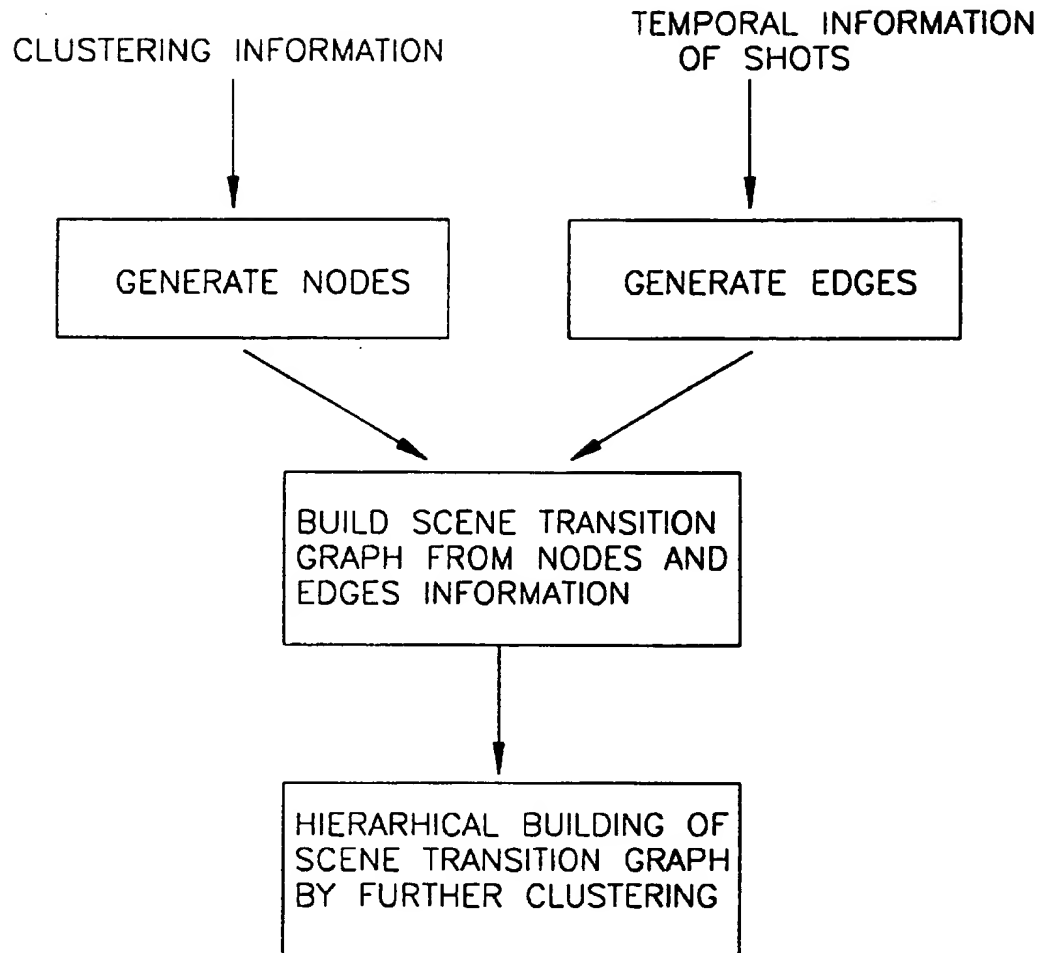 CLUSTERING INFORMATION
TEMPORAL INFORMATION
OF SHOTS
GENERATE NODES
GENERATE EDGES
BUILD SCENE TRANSITION
GRAPH FROM NODES AND
EDGES INFORMATION
HIERARHICAL BUILDING OF
SCENE TRANSITION GRAPH
BY FURTHER CLUSTERING